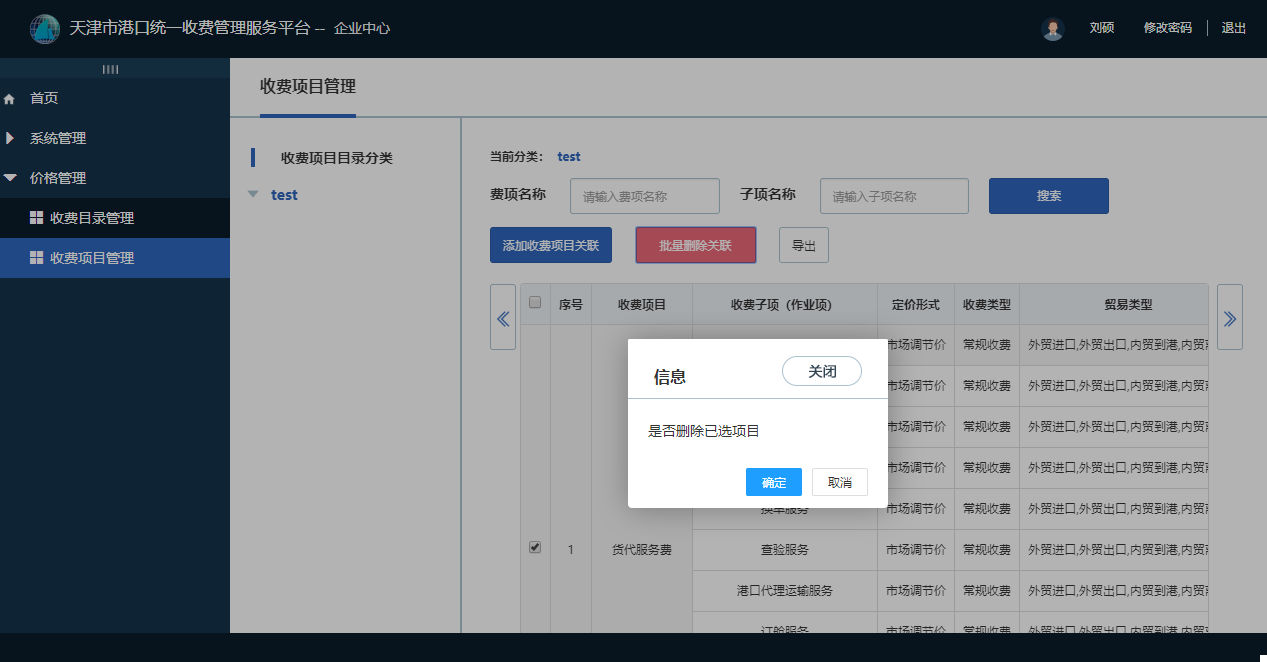 天津市港口统一收费管理服务平台 -- 企业中心
刘硕 修改密码 退出
首页
系统管理
价格管理
收费目录管理
收费项目管理
收费项目管理
收费项目目录分类
test
当前分类： test
费项名称 请输入费项名称 子项名称 请输入子项名称 搜索
添加收费项目关联 批量删除关联 导出
序号 收费项目 收费子项（作业项） 定价形式 收费类型 贸易类型
市场调节价 常规收费 外贸进口,外贸出口,内贸到港,内贸
信息 关闭
市场调节价 常规收费 外贸进口,外贸出口,内贸到港,内贸
是否删除已选项目
市场调节价 常规收费 外贸进口,外贸出口,内贸到港,内贸
市场调节价 常规收费 外贸进口,外贸出口,内贸到港,内贸
确定 取消
换单服务 市场调节价 常规收费 外贸进口,外贸出口,内贸到港,内贸
1 货代服务费 查验服务 市场调节价 常规收费 外贸进口,外贸出口,内贸到港,内贸
港口代理运输服务 市场调节价 常规收费 外贸进口,外贸出口,内贸到港,内贸
订舱服务 市场调节价 常规收费 外贸进口,外贸出口,内贸到港,内贸